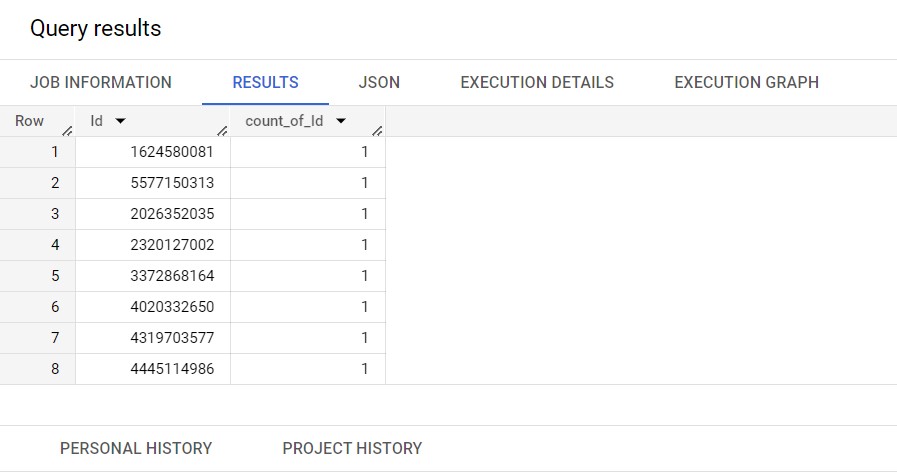 Query results
JOB INFORMATION RESULTS JSON EXECUTION DETAILS EXECUTION GRAPH
Row Id count_of_Id
1 1624580081 1
2 5577150313 1
3 2026352035 1
4 2320127002 1
5 3372868164 1
6 4020332650 1
7 4319703577 1
8 4445114986 1
PERSONAL HISTORY PROJECT HISTORY